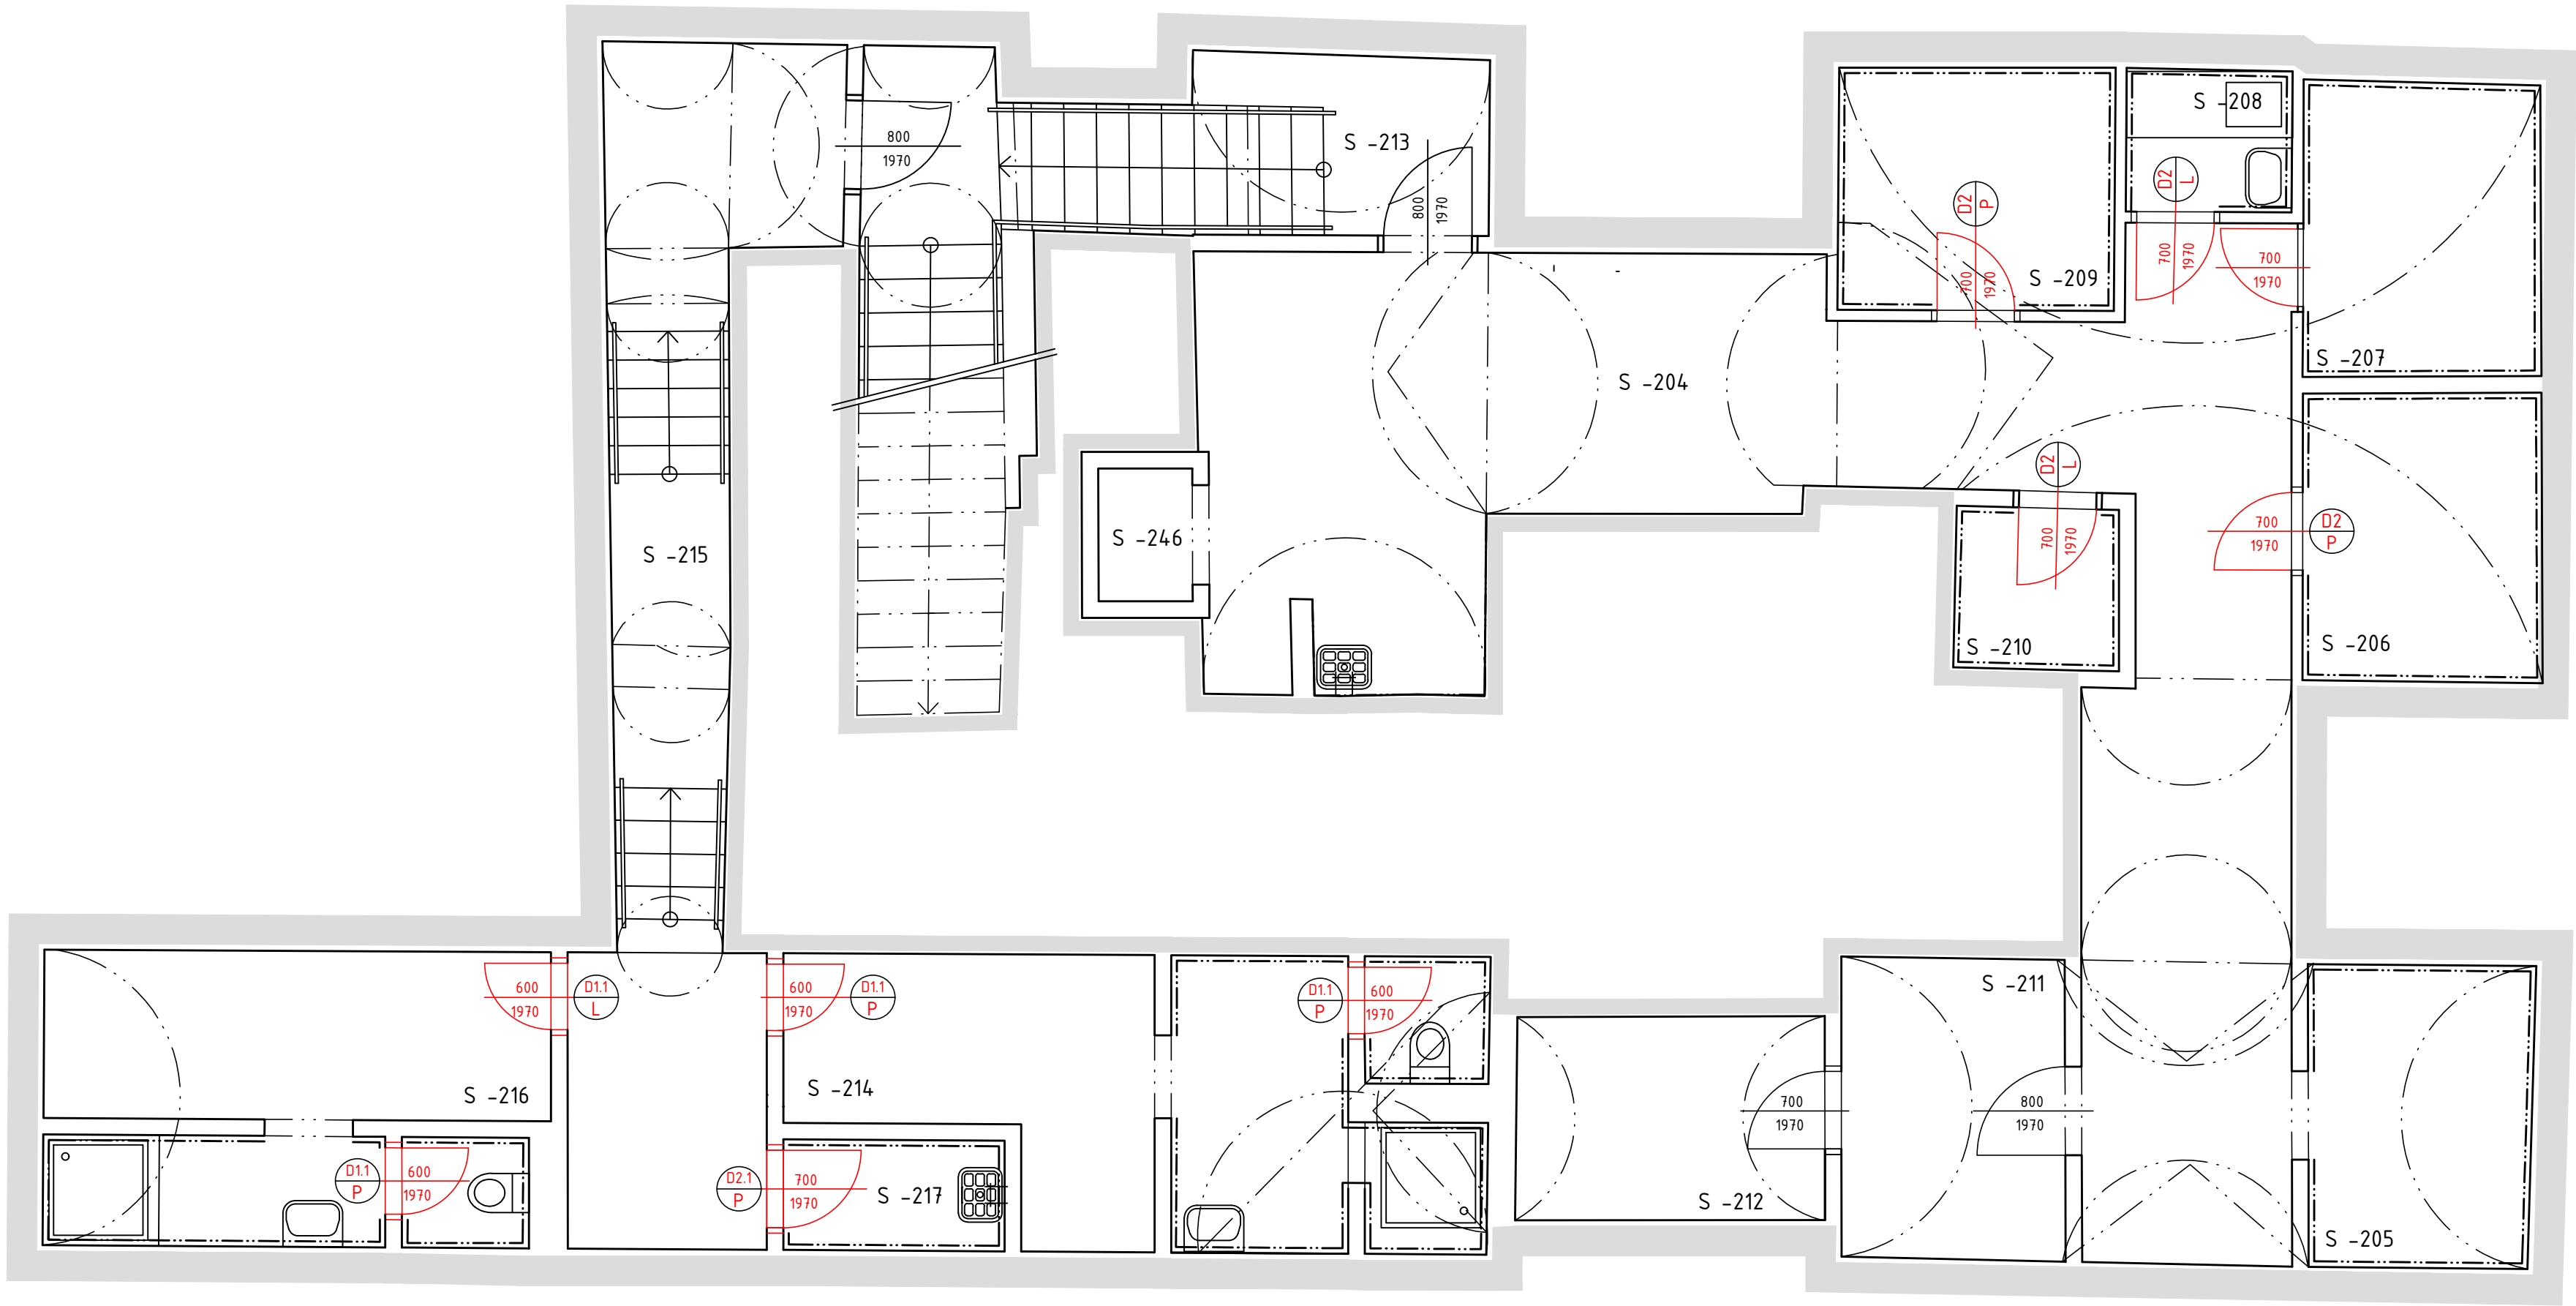 S -208
800
1970
S -213
D2
L
D2
P
800
1970
700
1970
700
1970
S -209
700
1970
S -207
S -204
D2
L
700
1970
D2
P
700
1970
S -246
S -215
S -210
S -206
600
1970
D1.1
L
600
1970
D1.1
P
D1.1
P
600
1970
S -211
S -216
S -214
700
1970
800
1970
D1.1
P
600
1970
D2.1
P
700
1970
S -217
S -212
S -205